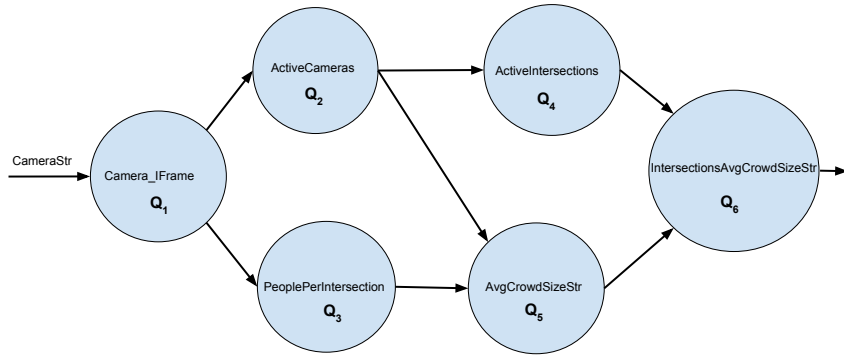 ActiveCameras
Q2
ActiveIntersections
Q4
CameraStr
Camera_IFrame
Q1
IntersectionsAvgCrowdSizeStr
Q6
PeoplePerIntersection
Q3
AvgCrowdSizeStr
Q5